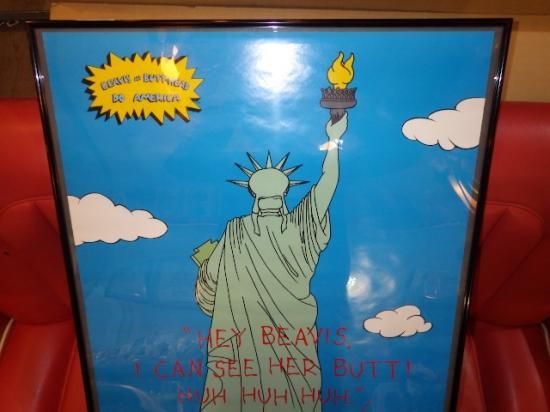 BEAVIS AND BUTT-HEAD
DO AMERICA
"HEY BEAVIS,
I CAN SEE HER BUTT!
HUH HUH HUH"